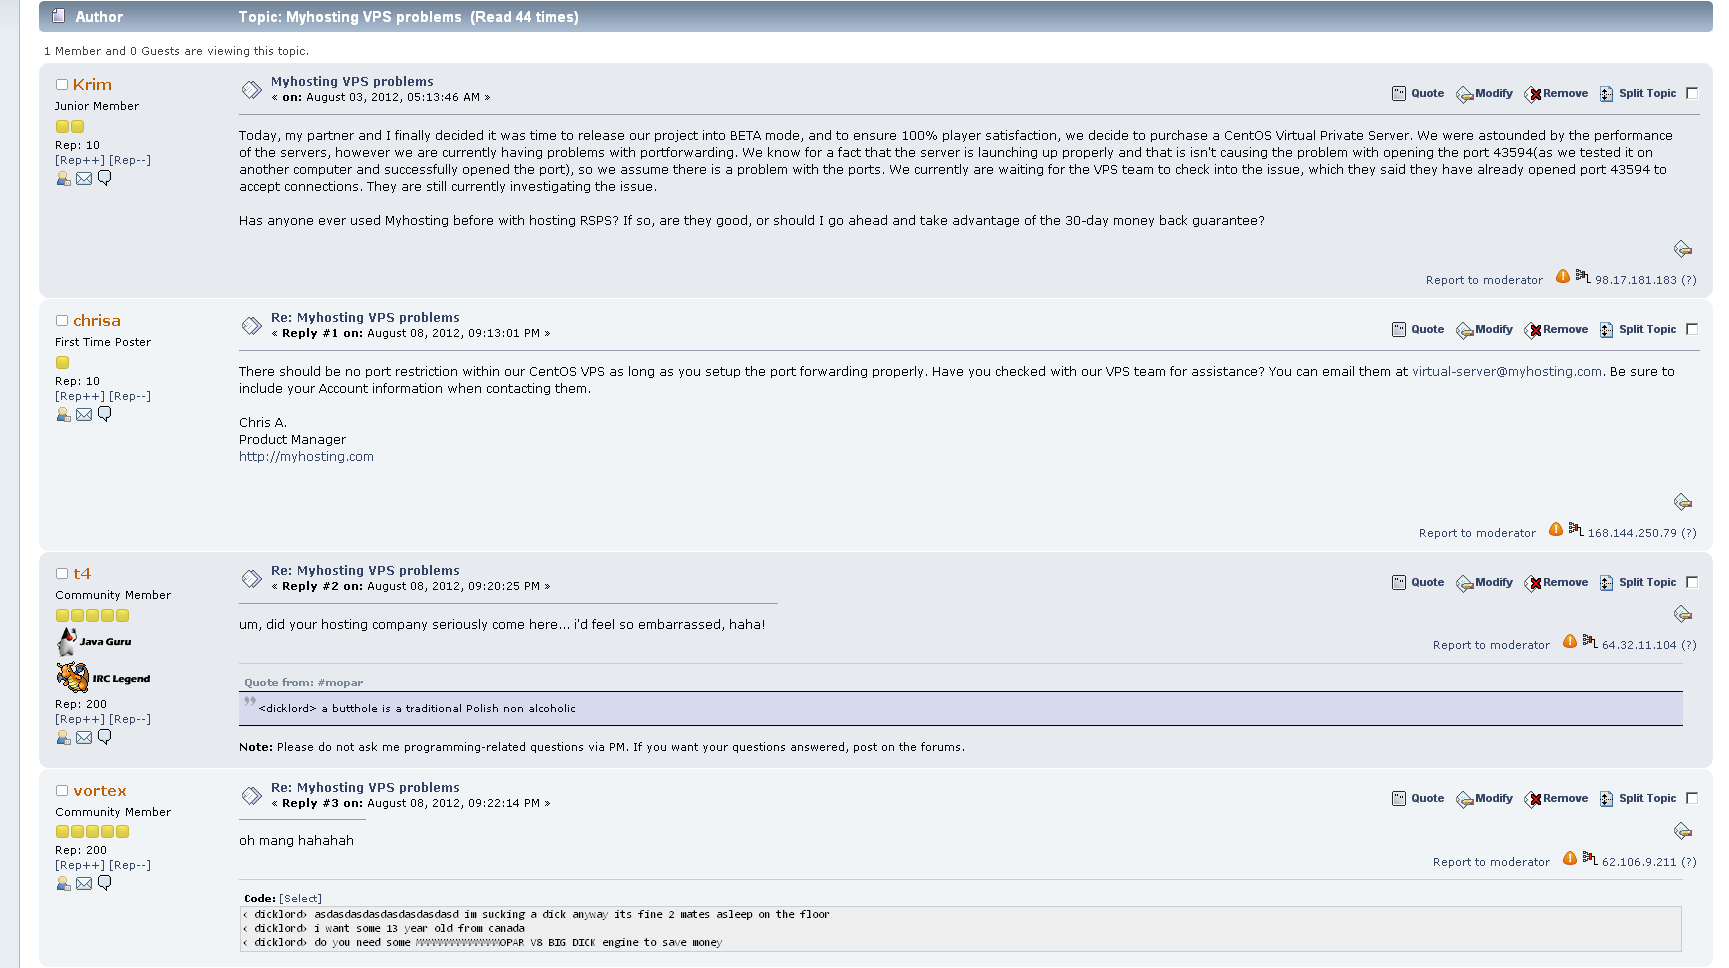 Author Topic: Myhosting VPS problems (Read 44 times)
1 Member and 0 Guests are viewing this topic.
Krim
Junior Member
Rep: 10
[Rep++] [Rep--]
Myhosting VPS problems
« on: August 03, 2012, 05:13:46 AM »
Quote Modify Remove Split Topic
Today, my partner and I finally decided it was time to release our project into BETA mode, and to ensure 100% player satisfaction, we decide to purchase a CentOS Virtual Private Server. We were astounded by the performance
of the servers, however we are currently having problems with portforwarding. We know for a fact that the server is launching up properly and that is isn't causing the problem with opening the port 43594(as we tested it on
another computer and successfully opened the port), so we assume there is a problem with the ports. We currently are waiting for the VPS team to check into the issue, which they said they have already opened port 43594 to
accept connections. They are still currently investigating the issue.
Has anyone ever used Myhosting before with hosting RSPS? If so, are they good, or should I go ahead and take advantage of the 30-day money back guarantee?
Report to moderator 98.17.181.183 (?)
chrisa
First Time Poster
Rep: 10
[Rep++] [Rep--]
Re: Myhosting VPS problems
« Reply #1 on: August 08, 2012, 09:13:01 PM »
Quote Modify Remove Split Topic
There should be no port restriction within our CentOS VPS as long as you setup the port forwarding properly. Have you checked with our VPS team for assistance? You can email them at virtual-server@myhosting.com. Be sure to
include your Account information when contacting them.
Chris A.
Product Manager
http://myhosting.com
Report to moderator 168.144.250.79 (?)
t4
Community Member
Java Guru
IRC Legend
Rep: 200
[Rep++] [Rep--]
Re: Myhosting VPS problems
« Reply #2 on: August 08, 2012, 09:20:25 PM »
Quote Modify Remove Split Topic
um, did your hosting company seriously come here... i'd feel so embarrassed, haha!
Report to moderator 64.32.11.104 (?)
Quote from: #mopar
<dicklord> a butthole is a traditional Polish non alcoholic
Note: Please do not ask me programming-related questions via PM. If you want your questions answered, post on the forums.
vortex
Community Member
Rep: 200
[Rep++] [Rep--]
Re: Myhosting VPS problems
« Reply #3 on: August 08, 2012, 09:22:14 PM »
Quote Modify Remove Split Topic
oh mang hahahah
Report to moderator 62.106.9.211 (?)
Code: [Select]
< dicklord> asdasdasdasdasdasdasdasd im sucking a dick anyway its fine 2 mates asleep on the floor
< dicklord> i want some 13 year old from canada
< dicklord> do you need some MMMMMMMMMMMMMMOPAR V8 BIG DICK engine to save money